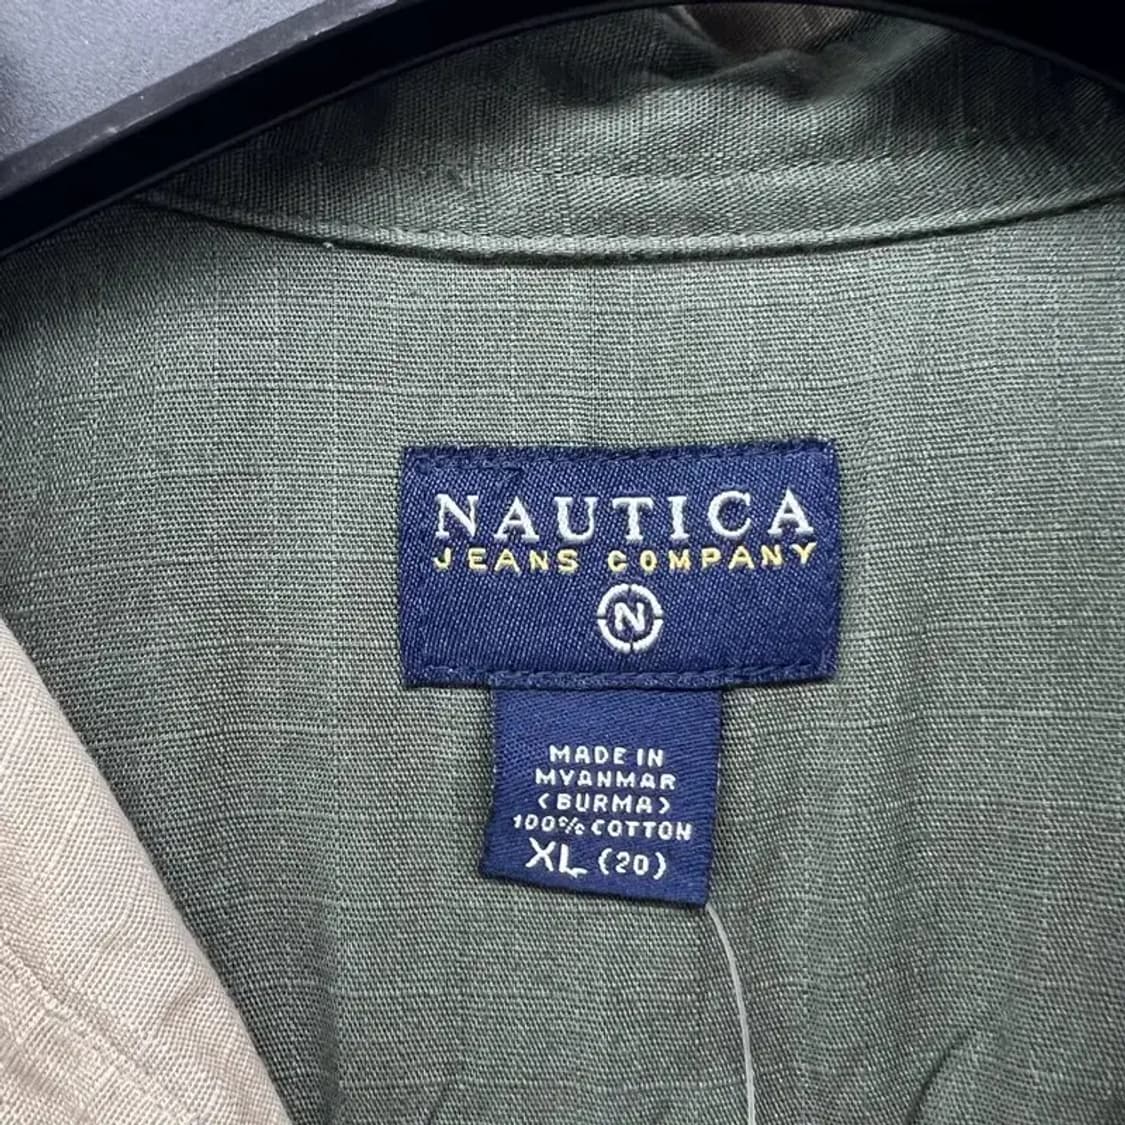 NAUTICA
JEANS COMPANY
N
MADE IN
MYANMAR
(BURMA)
100% COTTON
XL (20)